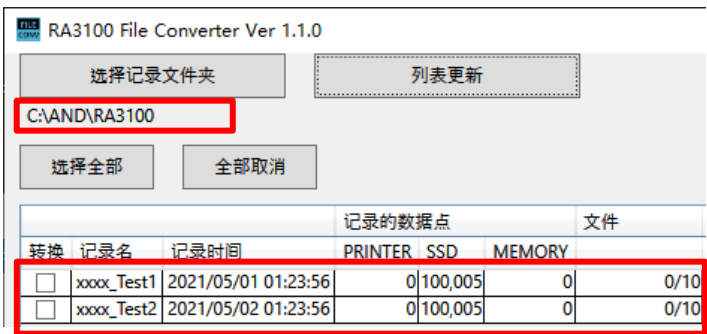 FILE CONV RA3100 File Converter Ver 1.1.0
选择记录文件夹 列表更新
C:\AND\RA3100
选择全部 全部取消
记录的数据点 文件
转换 记录名 记录时间 PRINTER SSD MEMORY
xxxx_Test1 2021/05/01 01:23:56 0 100,005 0 0/10
xxxx_Test2 2021/05/02 01:23:56 0 100,005 0 0/10